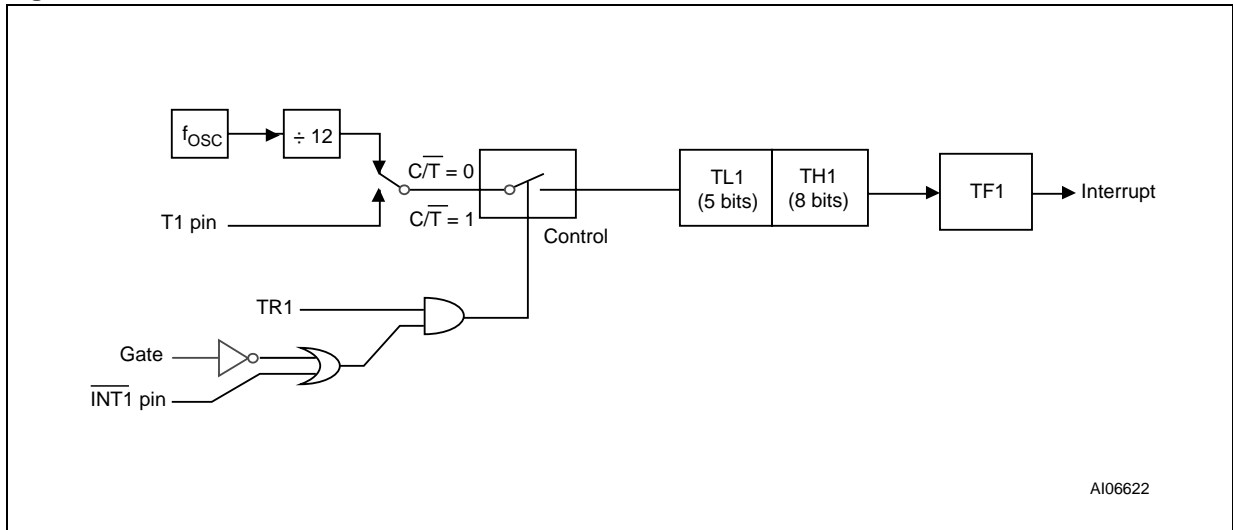 fOSC
÷ 12
C/T̅ = 0
C/T̅ = 1
T1 pin
Control
TL1
(5 bits)
TH1
(8 bits)
TF1
Interrupt
TR1
Gate
I̅N̅T̅1̅ pin
AI06622